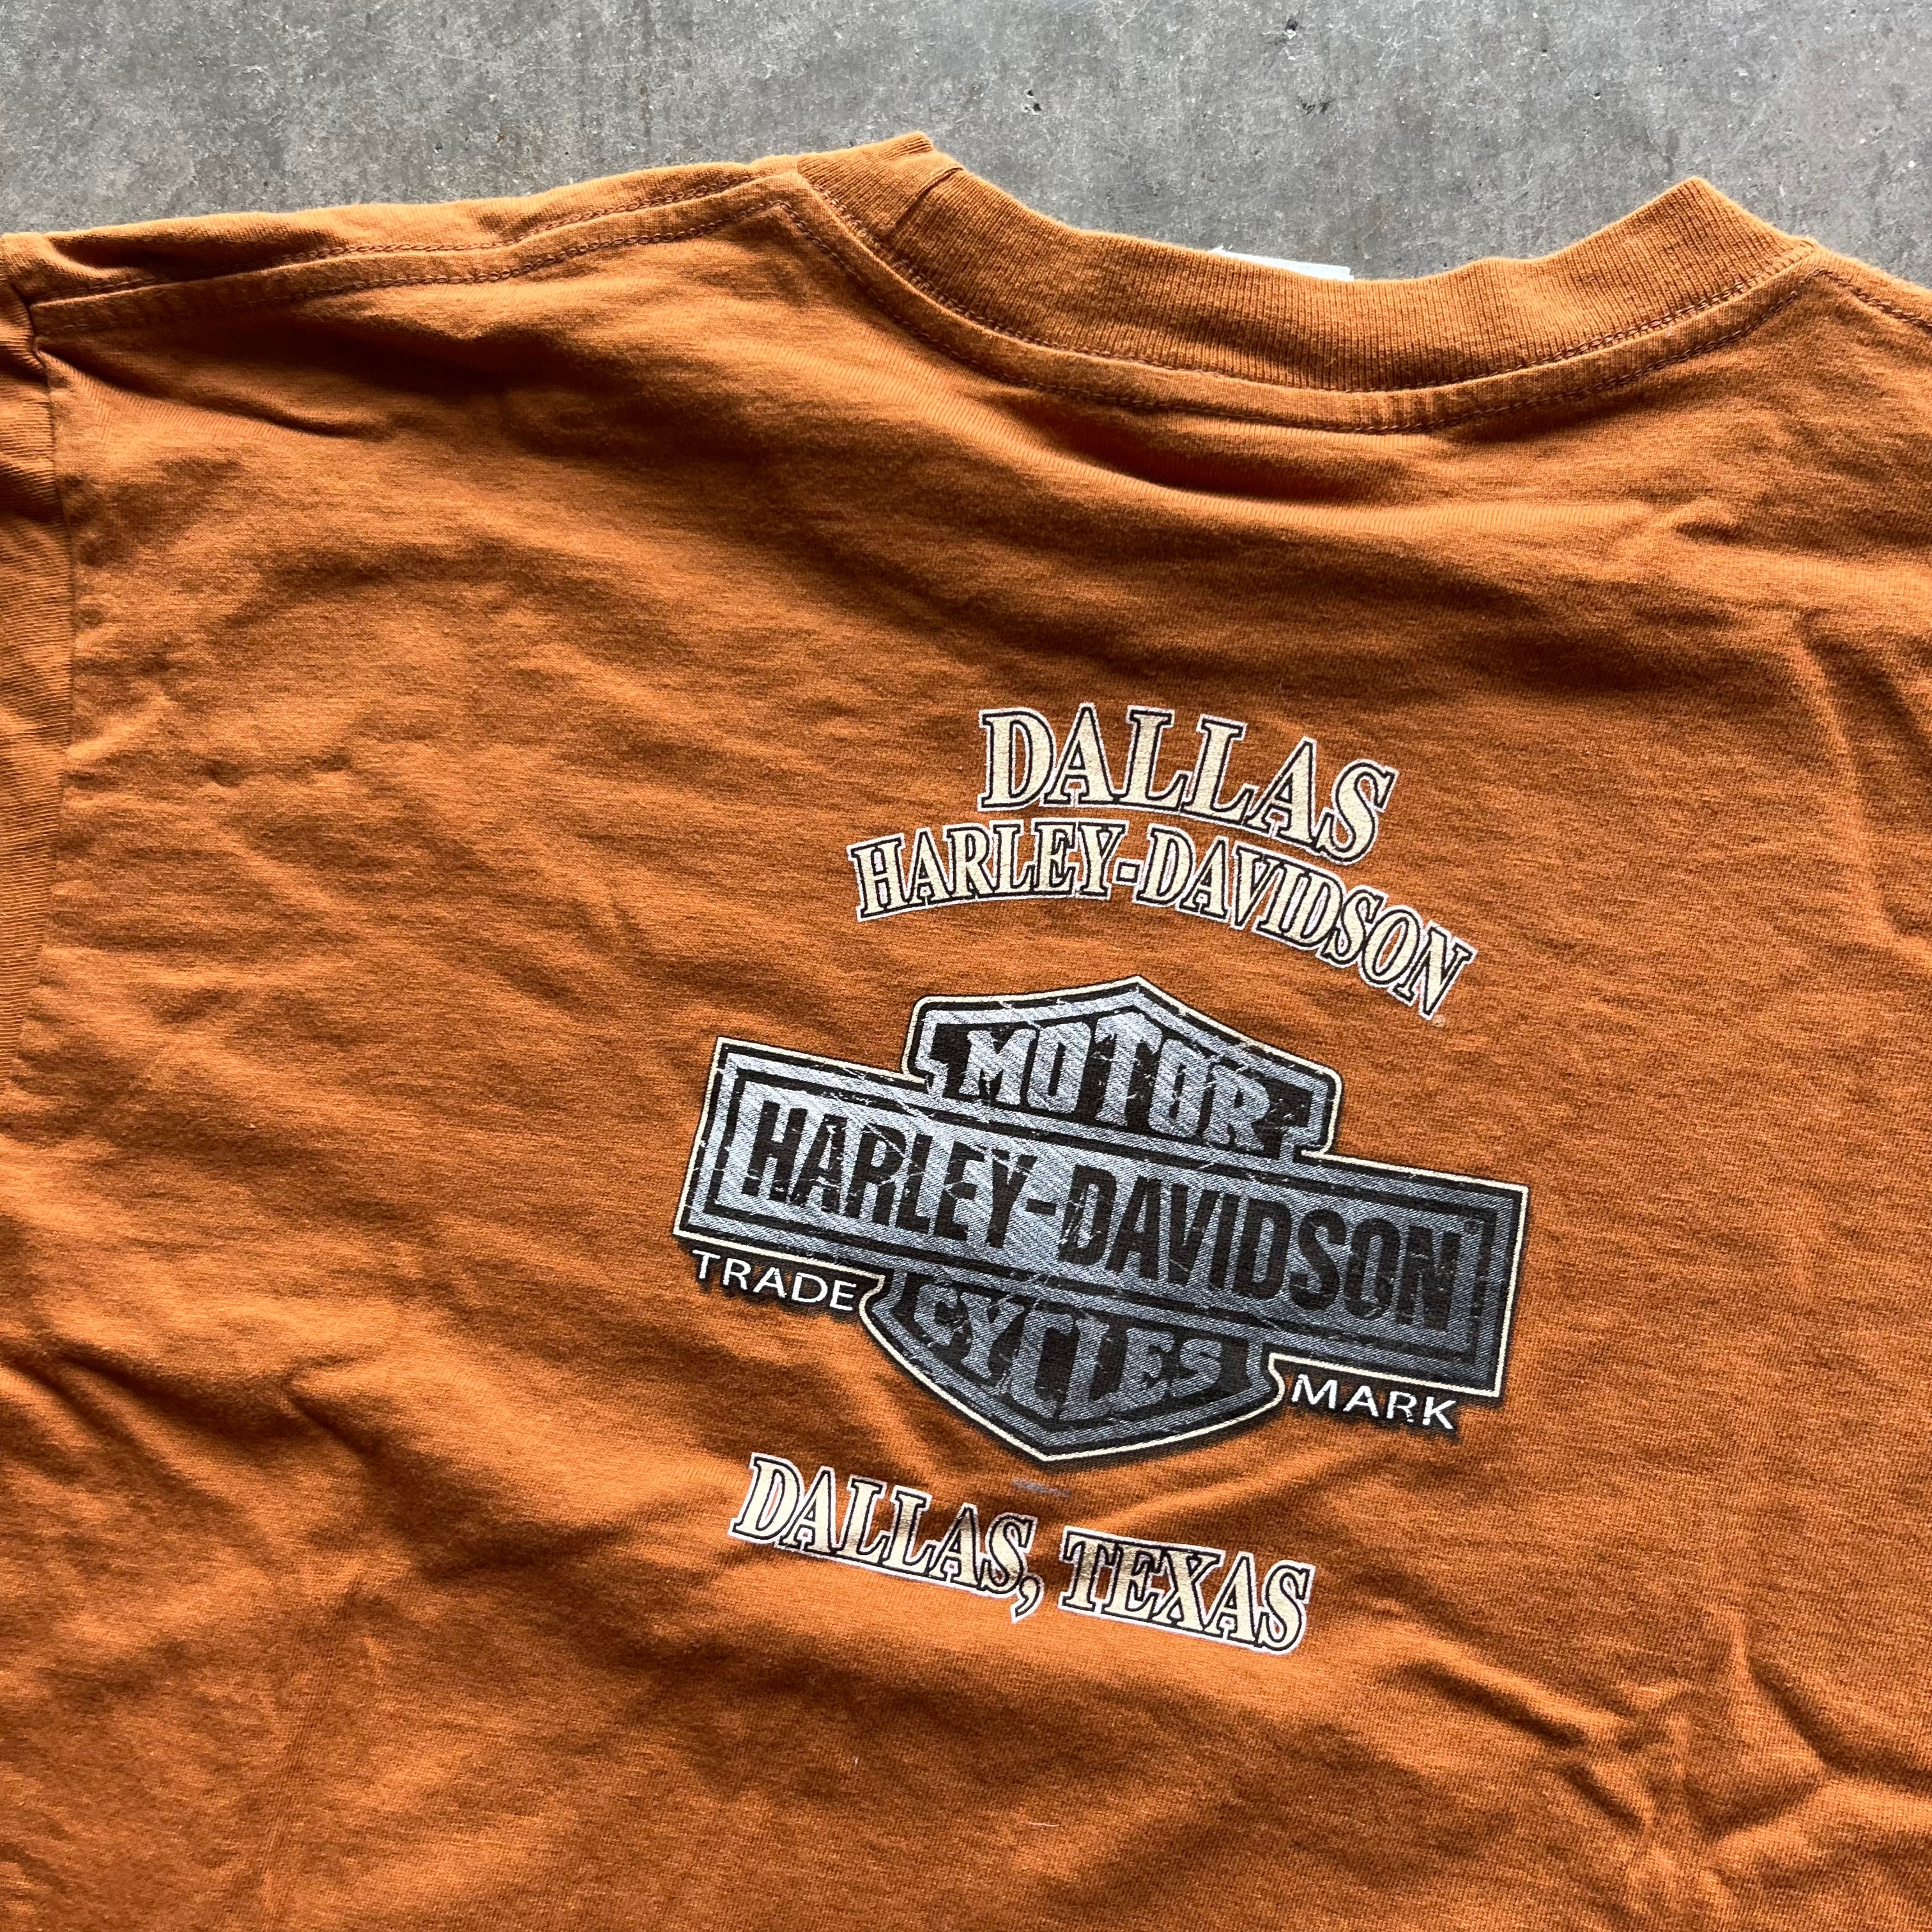 DALLAS
HARLEY-DAVIDSON
MOTOR
HARLEY-DAVIDSON
CYCLES
TRADE MARK
DALLAS, TEXAS